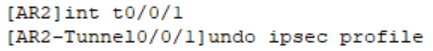 [AR2]int t0/0/1
[AR2-Tunnel0/0/1]undo ipsec profile